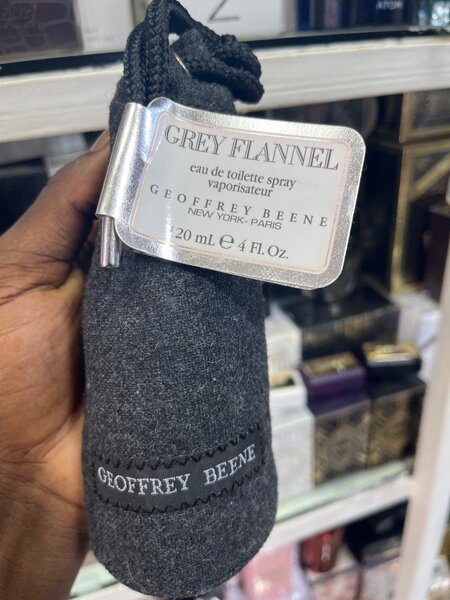 GREY FLANNEL
eau de toilette spray
vaporisateur
GEOFFREY BEENE
NEW YORK- PARIS
120 mL ℮ 4 Fl. Oz.
GEOFFREY BEENE